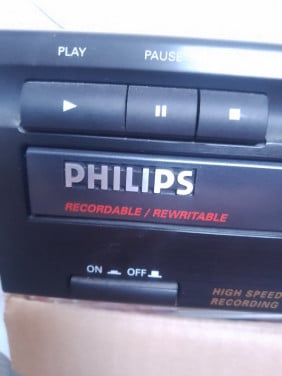 PLAY PAUSE
PHILIPS
RECORDABLE / REWRITABLE
ON OFF
HIGH SPEED
RECORDING